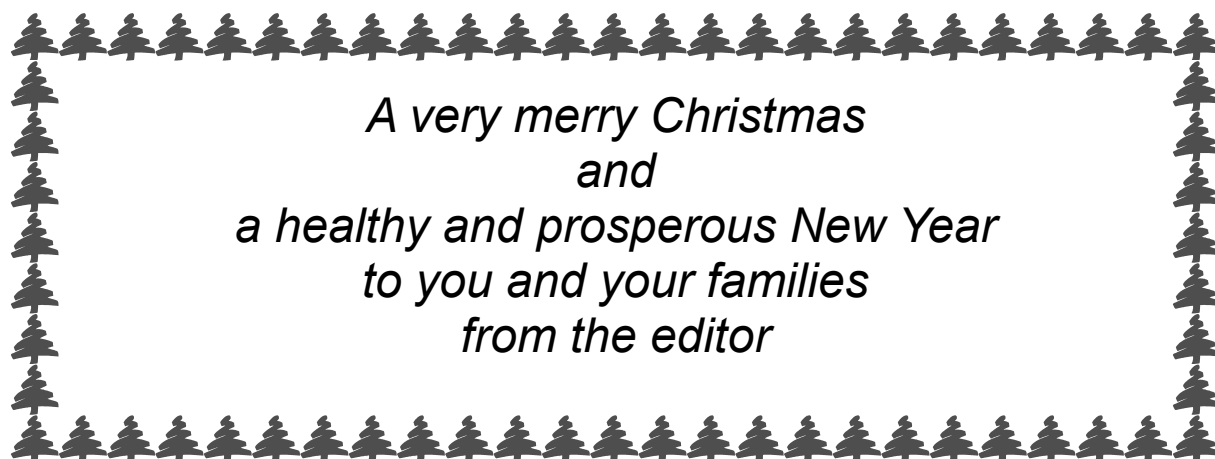 A very merry Christmas
and
a healthy and prosperous New Year
to you and your families
from the editor